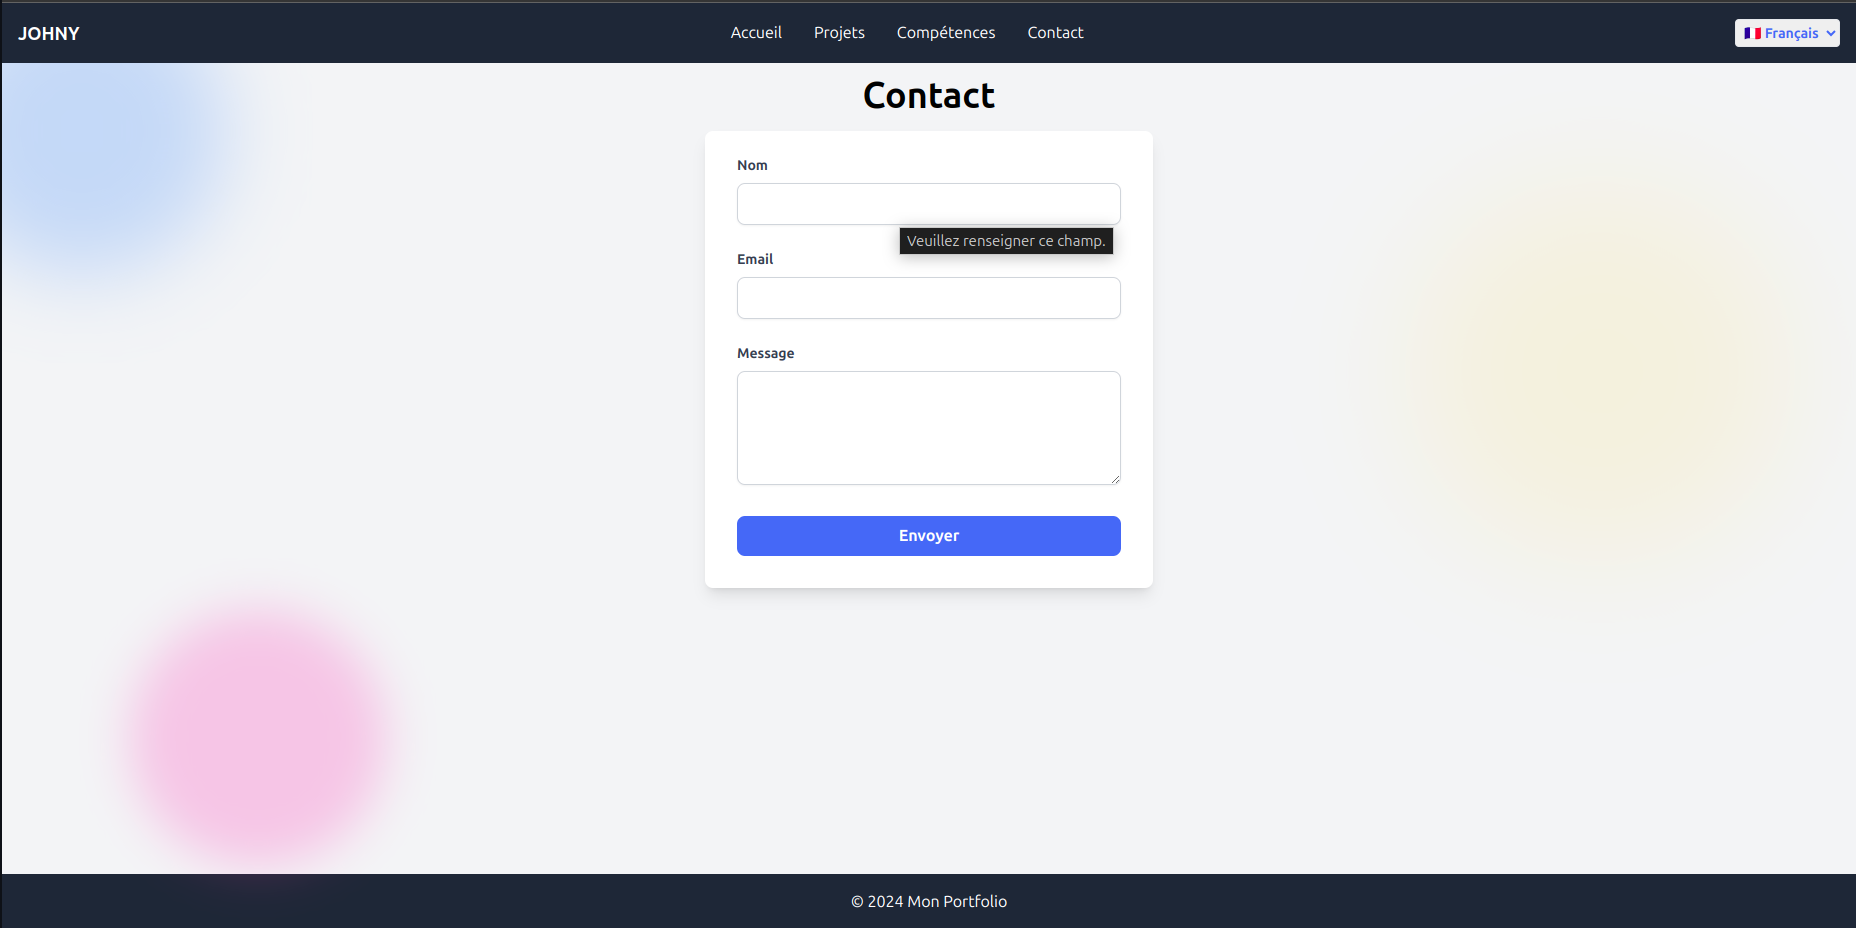 JOHNY
Accueil Projets Compétences Contact
🇫🇷 Français
Contact
Nom
Veuillez renseigner ce champ.
Email
Message
Envoyer
© 2024 Mon Portfolio